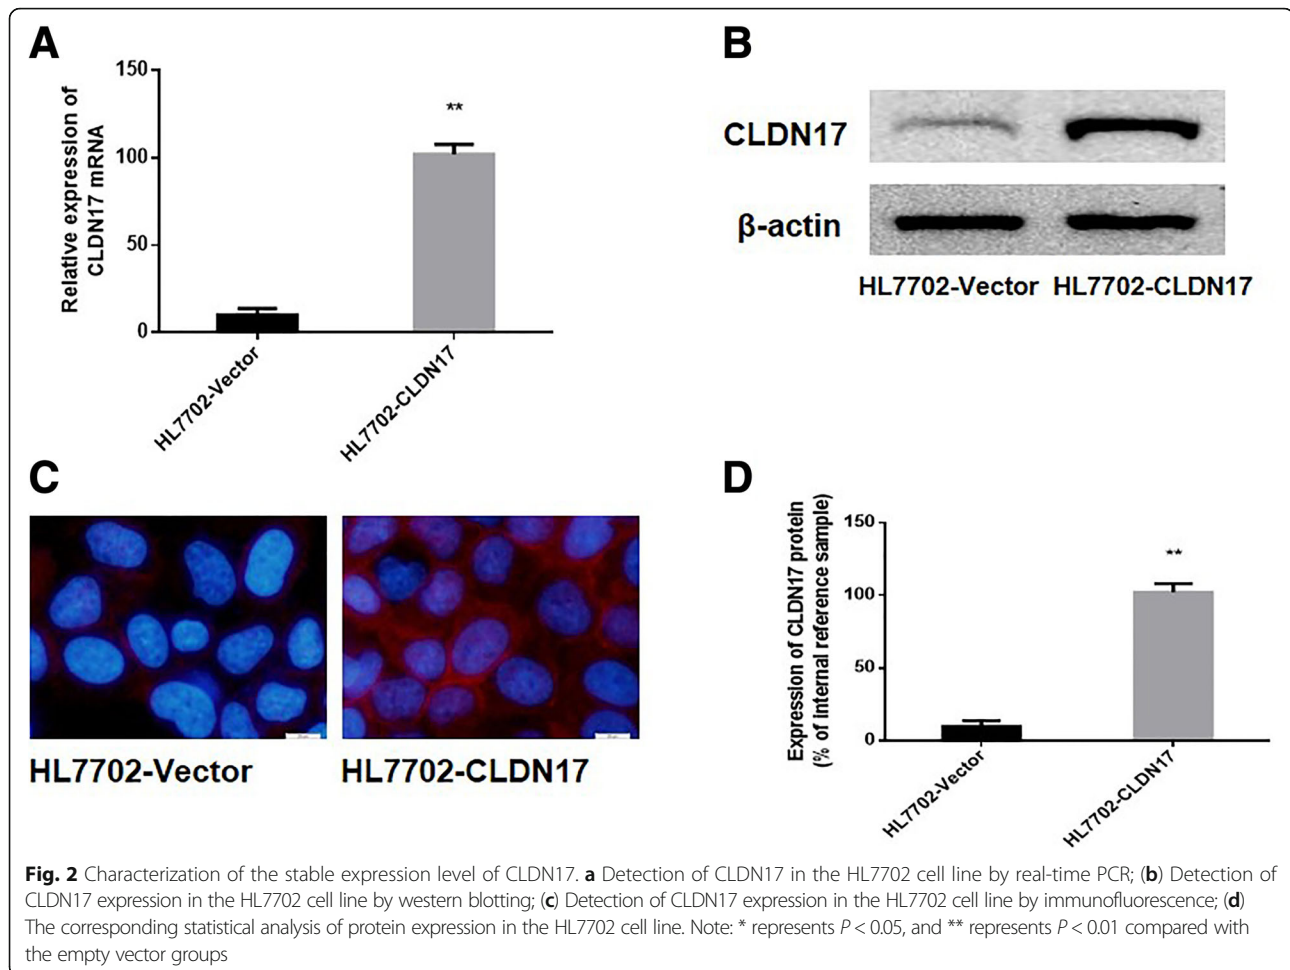 A
Relative expression of
CLDN17 mRNA
150
100
50
0
**
HL7702-Vector
HL7702-CLDN17
B
CLDN17
β-actin
HL7702-Vector HL7702-CLDN17
C
HL7702-Vector
HL7702-CLDN17
D
Expression of CLDN17 protein
(% of internal reference sample)
150
100
50
0
**
HL7702-Vector
HL7702-CLDN17
Fig. 2 Characterization of the stable expression level of CLDN17. a Detection of CLDN17 in the HL7702 cell line by real-time PCR; (b) Detection of
CLDN17 expression in the HL7702 cell line by western blotting; (c) Detection of CLDN17 expression in the HL7702 cell line by immunofluorescence; (d)
The corresponding statistical analysis of protein expression in the HL7702 cell line. Note: * represents P < 0.05, and ** represents P < 0.01 compared with
the empty vector groups